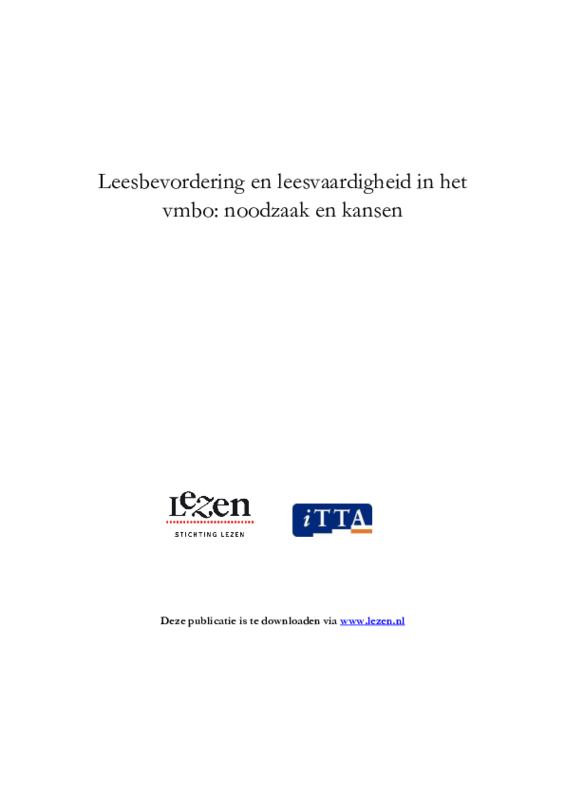 Leesbevordering en leesvaardigheid in het
vmbo: noodzaak en kansen
Lezen
STICHTING LEZEN
iTTA
Deze publicatie is te downloaden via www.lezen.nl